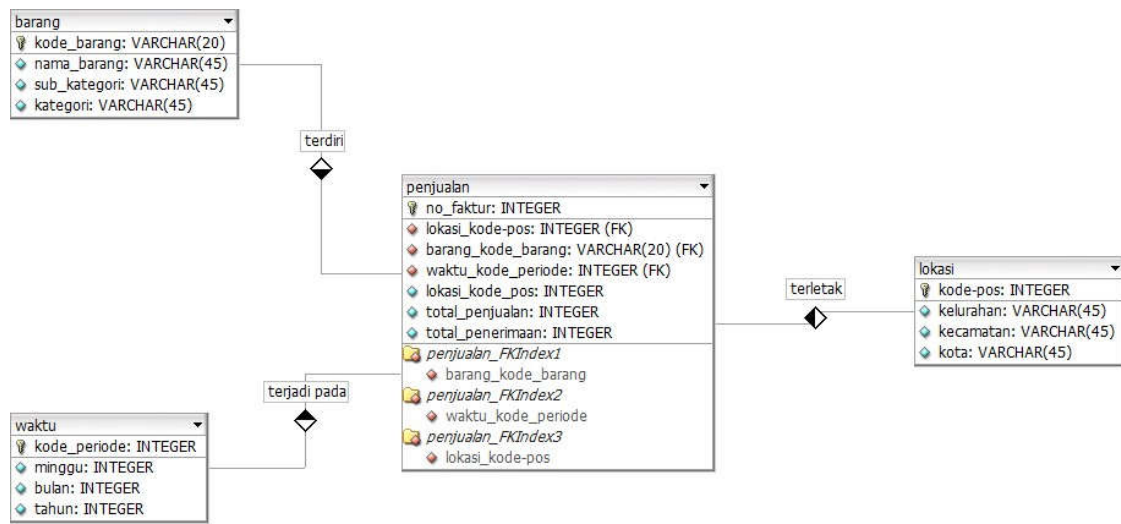 barang
kode_barang: VARCHAR(20)
nama_barang: VARCHAR(45)
sub_kategori: VARCHAR(45)
kategori: VARCHAR(45)
terdiri
penjualan
no_faktur: INTEGER
lokasi_kode-pos: INTEGER (FK)
barang_kode_barang: VARCHAR(20) (FK)
waktu_kode_periode: INTEGER (FK)
lokasi_kode_pos: INTEGER
total_penjualan: INTEGER
total_penerimaan: INTEGER
penjualan_FKIndex1
barang_kode_barang
penjualan_FKIndex2
waktu_kode_periode
penjualan_FKIndex3
lokasi_kode-pos
terletak
lokasi
kode-pos: INTEGER
kelurahan: VARCHAR(45)
kecamatan: VARCHAR(45)
kota: VARCHAR(45)
terjadi pada
waktu
kode_periode: INTEGER
minggu: INTEGER
bulan: INTEGER
tahun: INTEGER